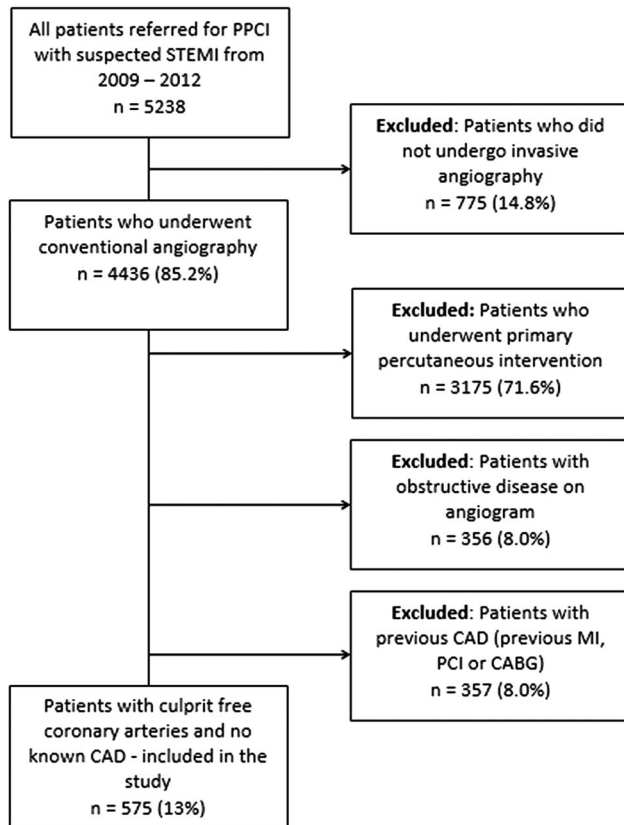 All patients referred for PPCI
with suspected STEMI from
2009 – 2012
n = 5238
Excluded: Patients who did
not undergo invasive
angiography
n = 775 (14.8%)
Patients who underwent
conventional angiography
n = 4436 (85.2%)
Excluded: Patients who
underwent primary
percutaneous intervention
n = 3175 (71.6%)
Excluded: Patients with
obstructive disease on
angiogram
n = 356 (8.0%)
Excluded: Patients with
previous CAD (previous MI,
PCI or CABG)
n = 357 (8.0%)
Patients with culprit free
coronary arteries and no
known CAD - included in the
study
n = 575 (13%)